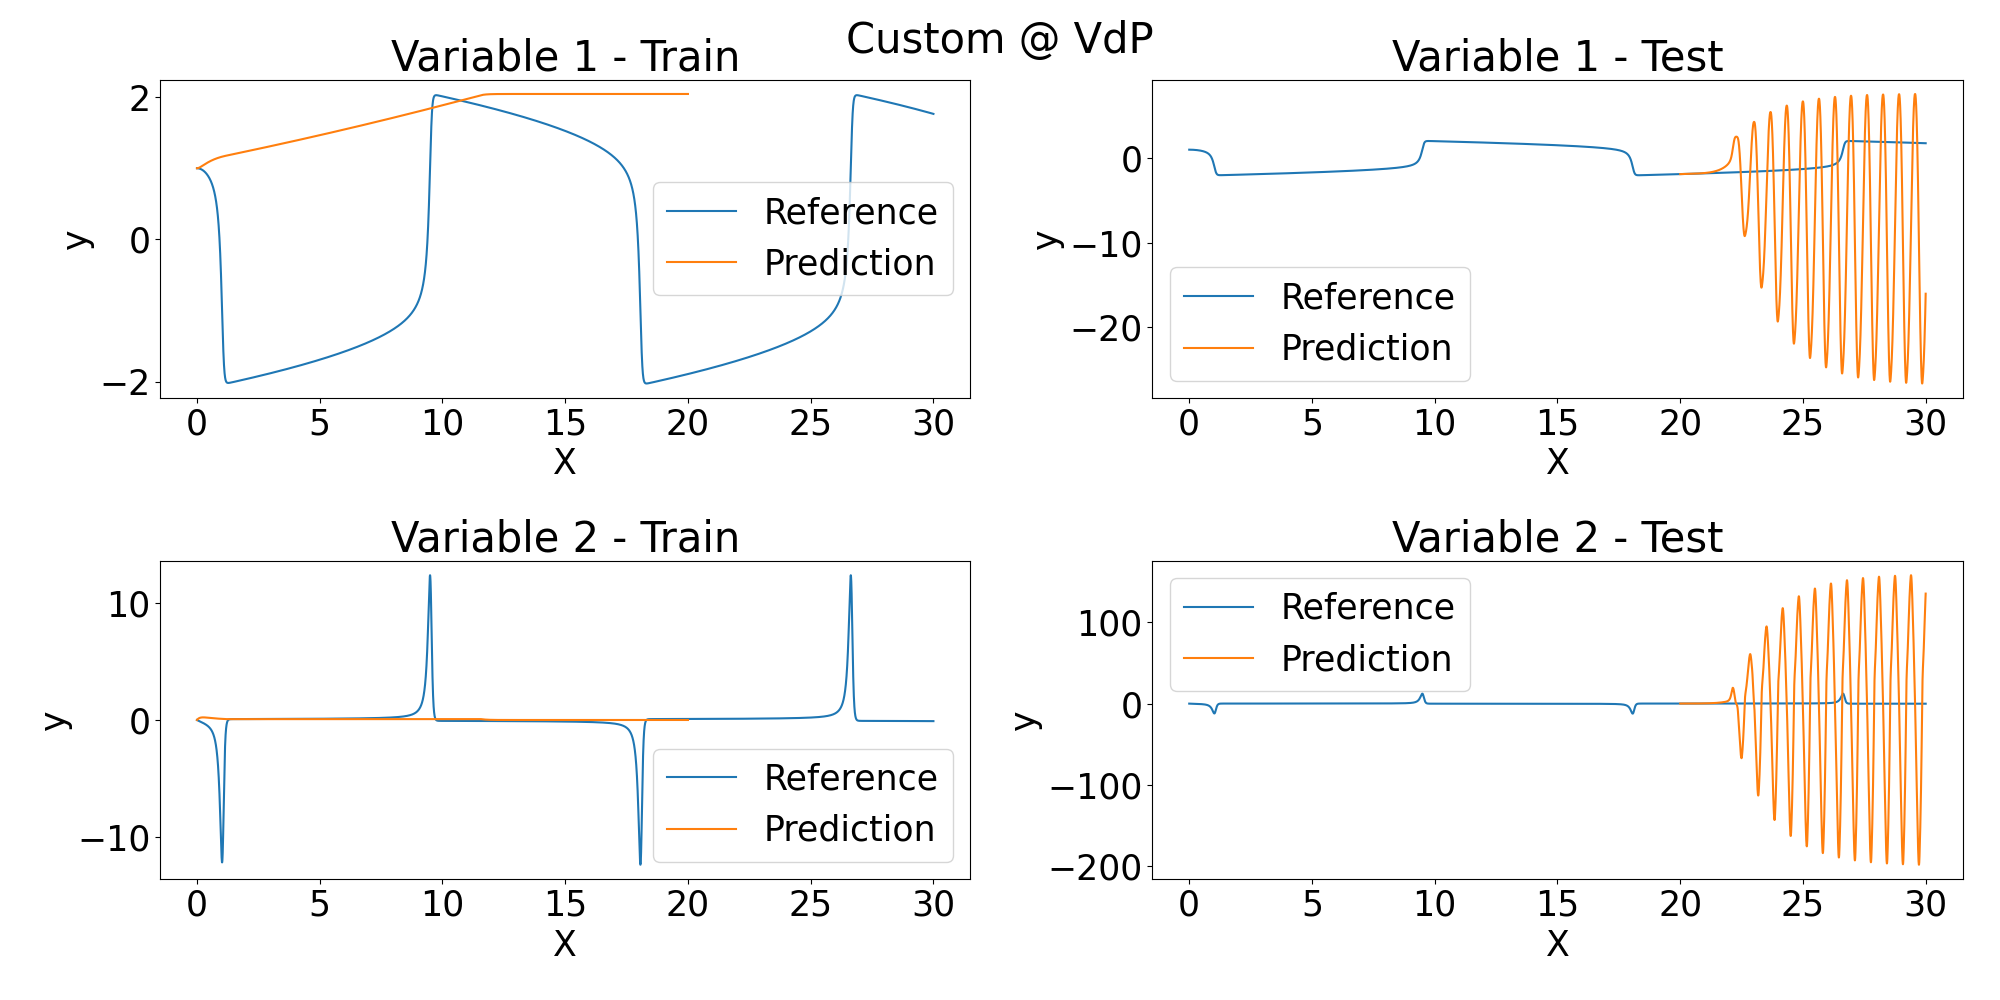 Custom @ VdP
Variable 1 - Train
2
0
−2
y
0 5 10 15 20 25 30
X
Reference
Prediction
Variable 1 - Test
0
−10
−20
y
0 5 10 15 20 25 30
X
Reference
Prediction
Variable 2 - Train
10
0
−10
y
0 5 10 15 20 25 30
X
Reference
Prediction
Variable 2 - Test
100
0
−100
−200
y
0 5 10 15 20 25 30
X
Reference
Prediction